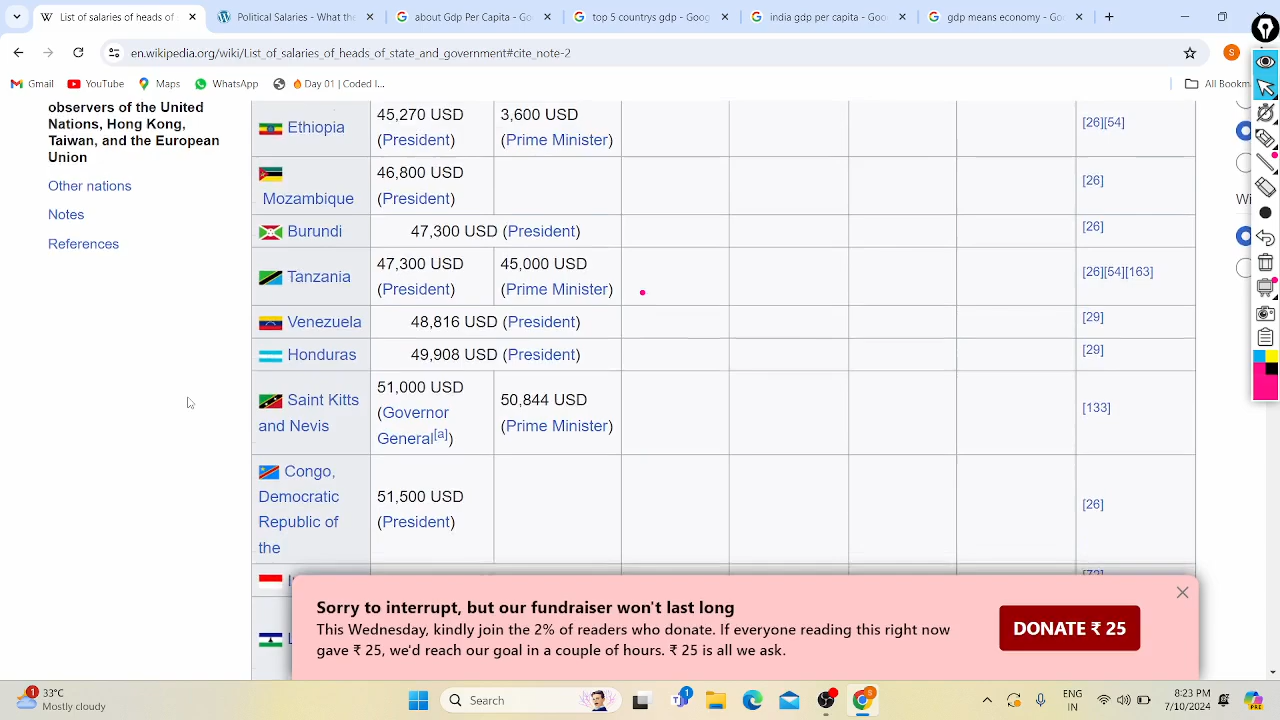 List of salaries of heads of
Political Salaries - W
about Gdp Per Capita - Go
top 5 countrys gdp - Goo
india gdp per capita - Goo
gdp means economy - Goo
en.wikipedia.org/wiki/List_of_salaries_of_heads_of_state_and_government#cite_note-2
S
Gmail
YouTube
Maps
WhatsApp
Day 01 | Coded I...
All Bookm
observers of the United
Nations, Hong Kong,
Taiwan, and the European
Union
Other nations
Notes
References
Ethiopia
45,270 USD
(President)
3,600 USD
(Prime Minister)
[26][54]
Mozambique
46,800 USD
(President)
[26]
Burundi
47,300 USD (President)
[26]
Tanzania
47,300 USD
(President)
45,000 USD
(Prime Minister)
[26][54][163]
Venezuela
48,816 USD (President)
[29]
Honduras
49,908 USD (President)
[29]
Saint Kitts
and Nevis
51,000 USD
(Governor
General[a])
50,844 USD
(Prime Minister)
[133]
Congo,
Democratic
Republic of
the
51,500 USD
(President)
[26]
Wi
Sorry to interrupt, but our fundraiser won't last long
This Wednesday, kindly join the 2% of readers who donate. If everyone reading this right now
gave ₹ 25, we'd reach our goal in a couple of hours. ₹ 25 is all we ask.
DONATE ₹ 25
1
33°C
Mostly cloudy
Search
1
S
ENG
IN
8:23 PM
7/10/2024
PRE